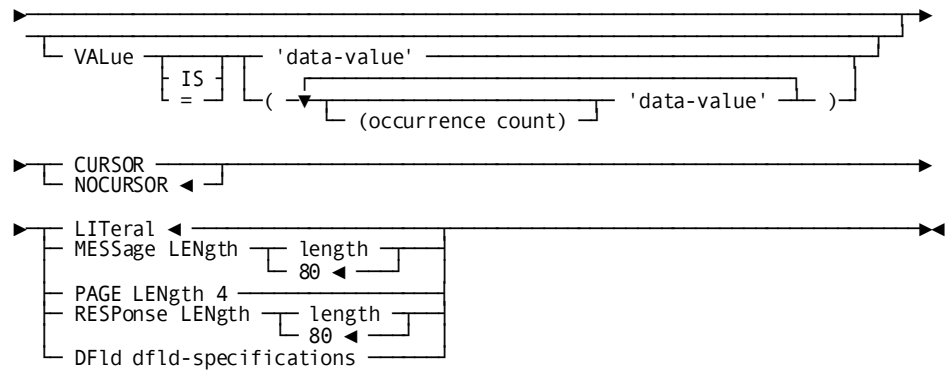 VALue 'data-value'
IS
= ( 'data-value' )
(occurrence count)
CURSOR
NOCURSOR ◄
LITeral ◄
MESSage LENgth length
80 ◄
PAGE LENgth 4
RESPonse LENgth length
80 ◄
DFld dfld-specifications